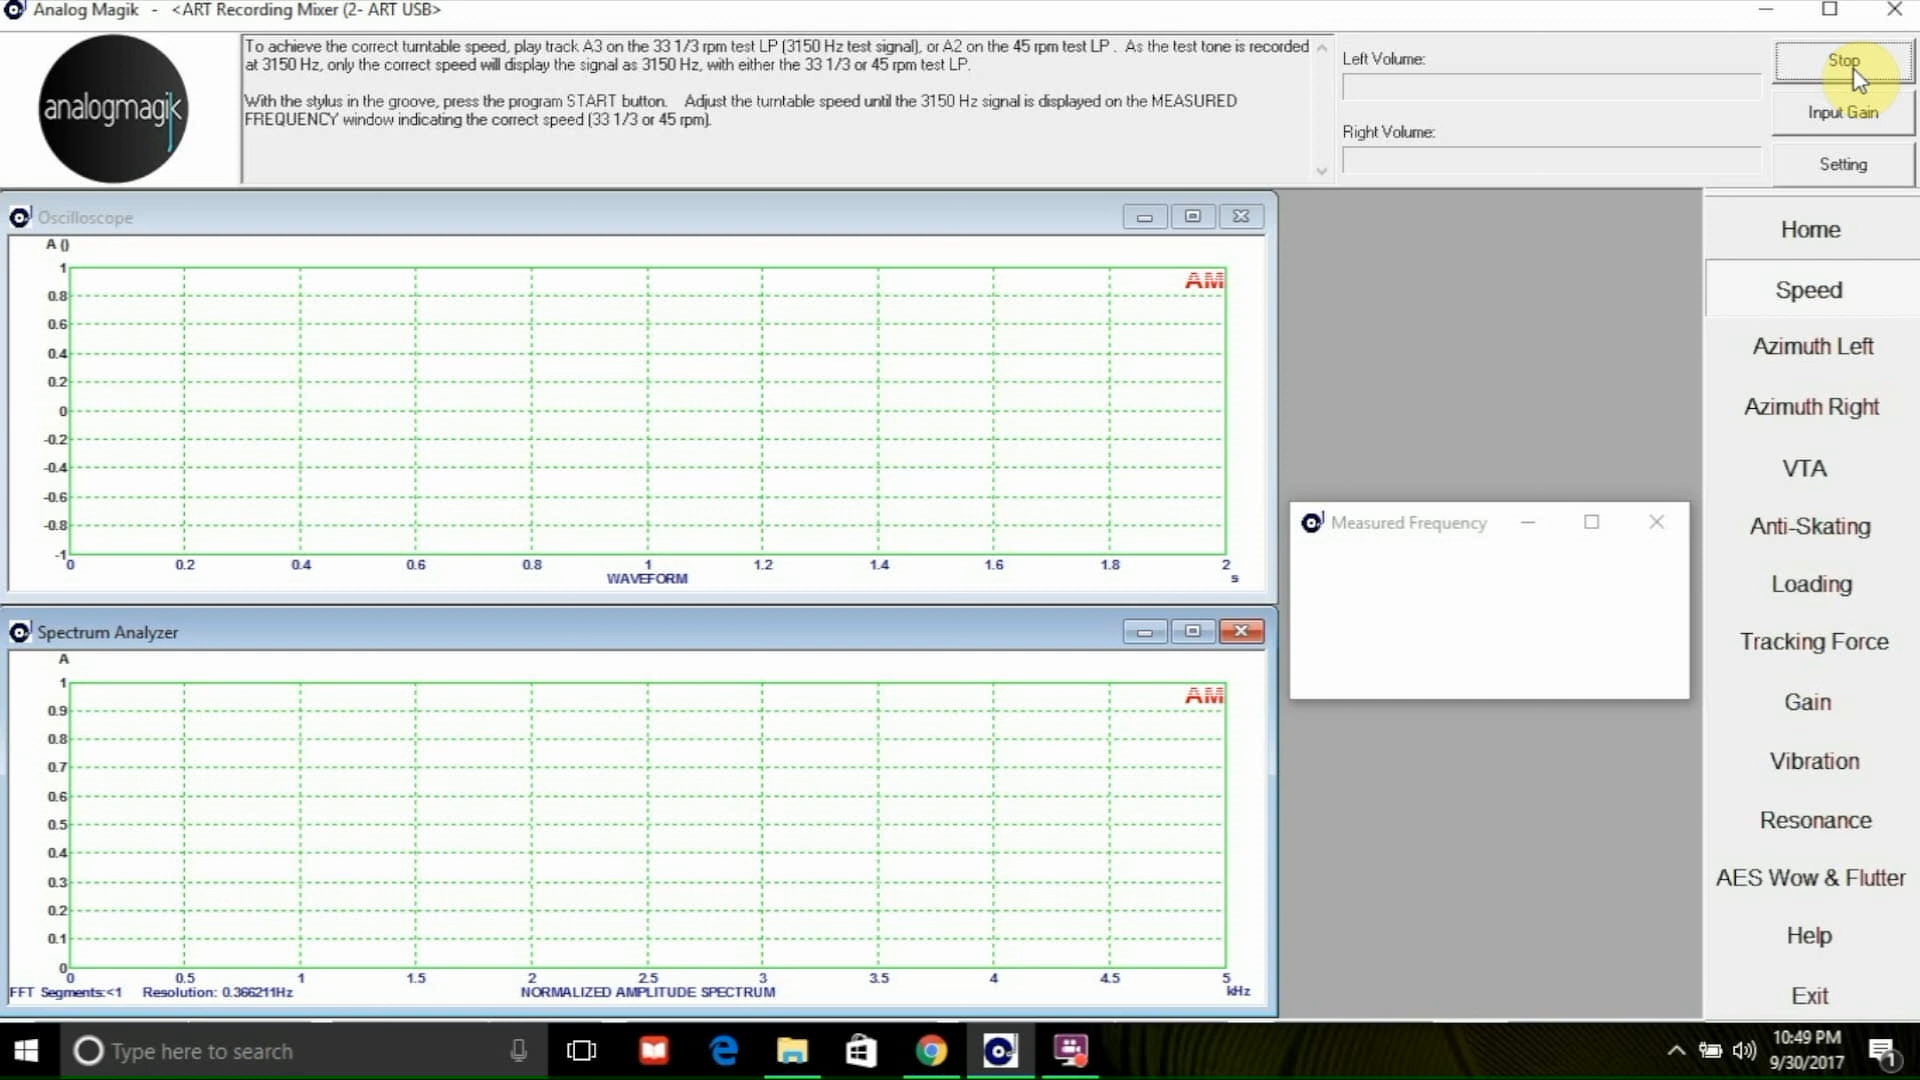 Analog Magik - <ART Recording Mixer (2- ART USB>
analogmagik
To achieve the correct turntable speed, play track A3 on the 33 1/3 rpm test LP (3150 Hz test signal), or A2 on the 45 rpm test LP . As the test tone is recorded
at 3150 Hz, only the correct speed will display the signal as 3150 Hz, with either the 33 1/3 or 45 rpm test LP.
With the stylus in the groove, press the program START button. Adjust the turntable speed until the 3150 Hz signal is displayed on the MEASURED
FREQUENCY window indicating the correct speed (33 1/3 or 45 rpm).
Left Volume:
Right Volume:
Stop
Input Gain
Setting
Oscilloscope
A ()
AM
1
0.8
0.6
0.4
0.2
0
-0.2
-0.4
-0.6
-0.8
-1
0 0.2 0.4 0.6 0.8 1 1.2 1.4 1.6 1.8 2
WAVEFORM s
Spectrum Analyzer
A
AM
1
0.9
0.8
0.7
0.6
0.5
0.4
0.3
0.2
0.1
0
0 0.5 1 1.5 2 2.5 3 3.5 4 4.5 5
FFT Segments:<1 Resolution: 0.366211Hz NORMALIZED AMPLITUDE SPECTRUM kHz
Measured Frequency
Home
Speed
Azimuth Left
Azimuth Right
VTA
Anti-Skating
Loading
Tracking Force
Gain
Vibration
Resonance
AES Wow & Flutter
Help
Exit
Type here to search
10:49 PM
9/30/2017
1